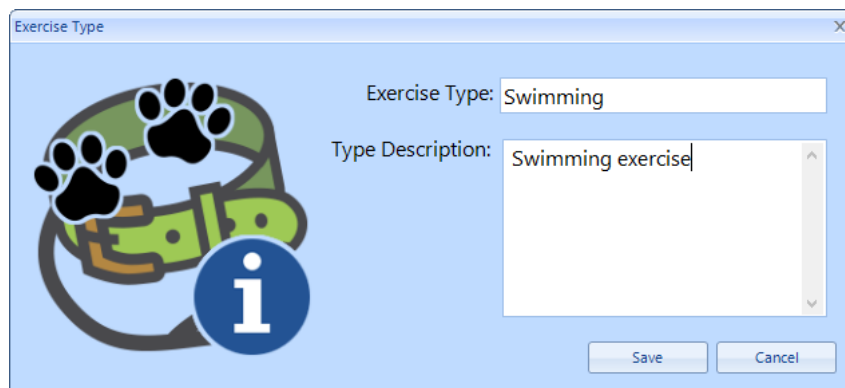 Exercise Type
Exercise Type: Swimming
Type Description: Swimming exercise
i
Save Cancel